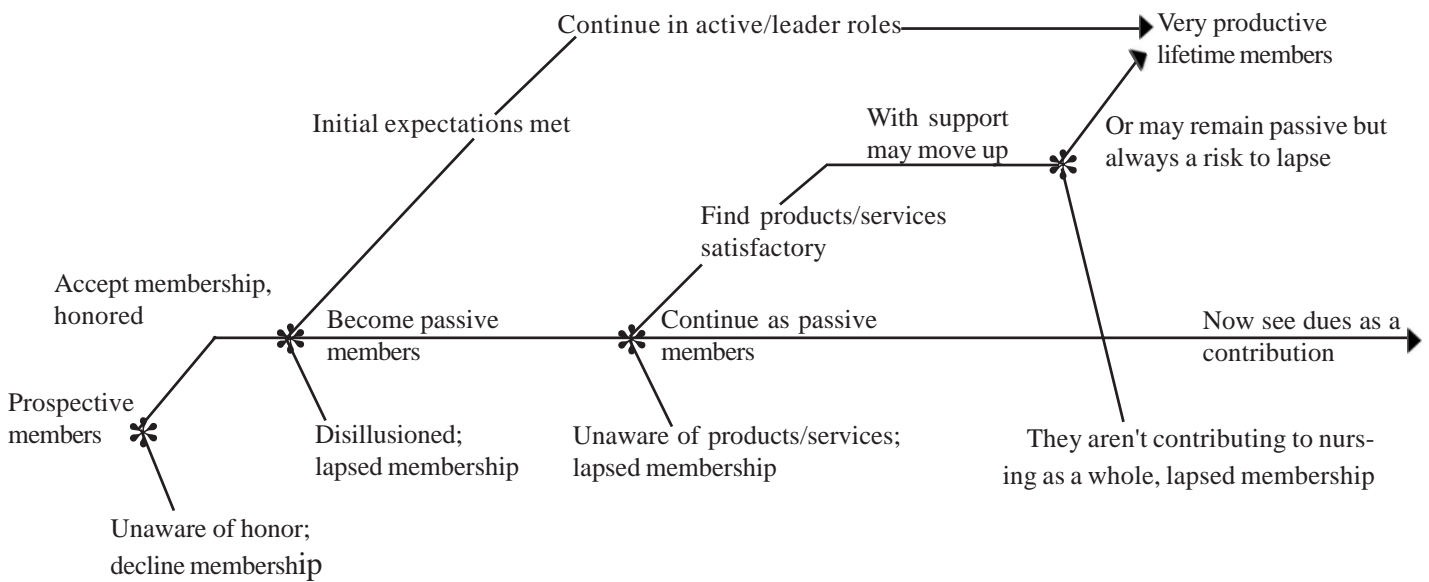 Continue in active/leader roles
Very productive
lifetime members
Initial expectations met
With support
may move up
Or may remain passive but
always a risk to lapse
Find products/services
satisfactory
Accept membership,
honored
Become passive
members
Continue as passive
members
Now see dues as a
contribution
Prospective
members
Disillusioned;
lapsed membership
Unaware of products/services;
lapsed membership
They aren't contributing to nurs-
ing as a whole, lapsed membership
Unaware of honor;
decline membership